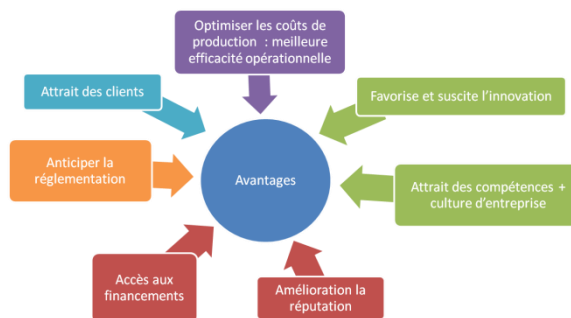 Optimiser les coûts de
production : meilleure
efficacité opérationnelle
Attrait des clients
Favorise et suscite l'innovation
Anticiper la
réglementation
Avantages
Attrait des compétences +
culture d'entreprise
Accès aux
financements
Amélioration la
réputation